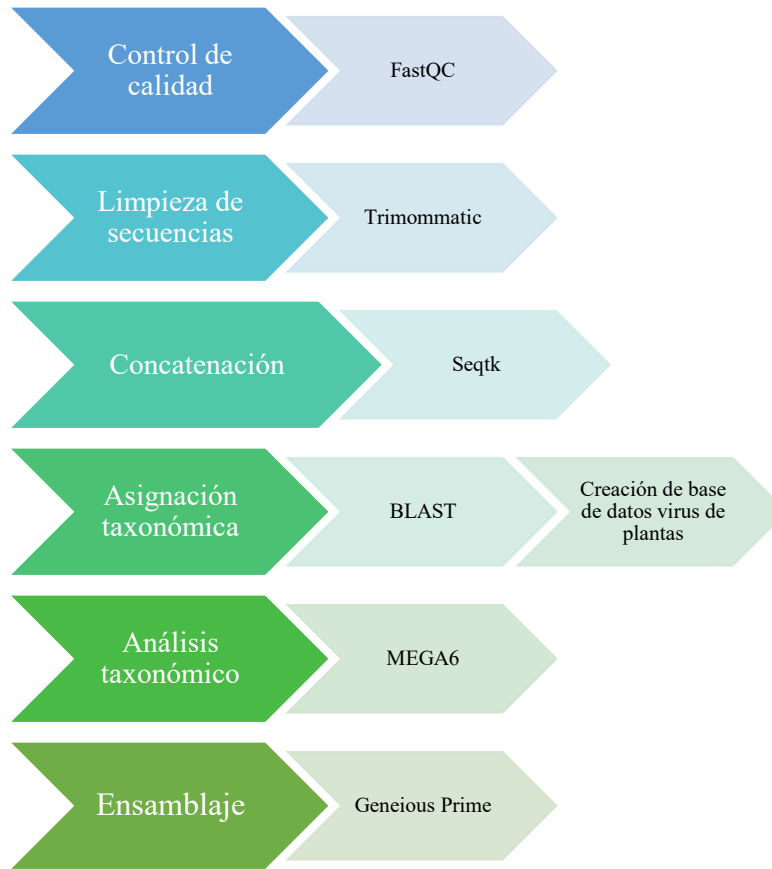 Control de
calidad
FastQC
Limpieza de
secuencias
Trimommatic
Concatenación
Seqtk
Asignación
taxonómica
BLAST
Creación de base
de datos virus de
plantas
Análisis
taxonómico
MEGA6
Ensamblaje
Geneious Prime